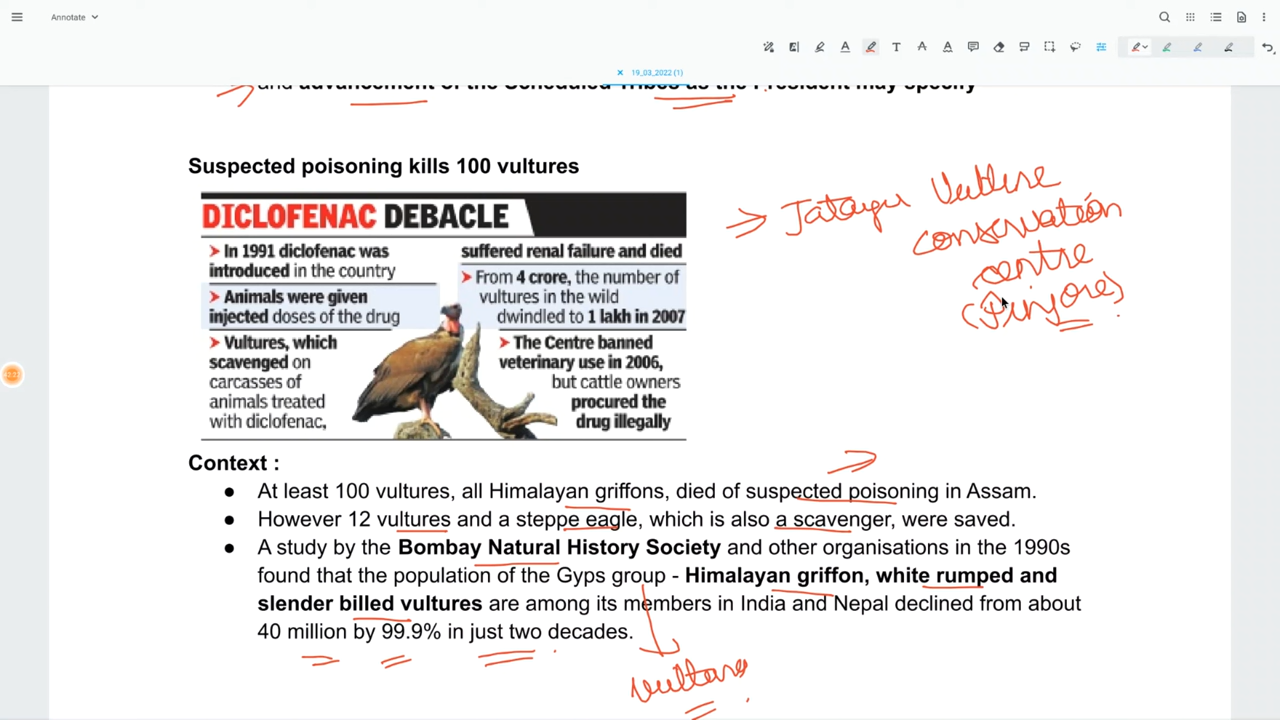 Annotate
19_03_2022 (1)
and advancement of the Scheduled Tribes as the President may specify
Suspected poisoning kills 100 vultures
DICLOFENAC DEBACLE
➤ In 1991 diclofenac was
introduced in the country
➤ Animals were given
injected doses of the drug
➤ Vultures, which
scavenged on
carcasses of
animals treated
with diclofenac,
suffered renal failure and died
➤ From 4 crore, the number of
vultures in the wild
dwindled to 1 lakh in 2007
➤ The Centre banned
veterinary use in 2006,
but cattle owners
procured the
drug illegally
⇒ Jatayu Vulture
conservation
centre
(Pinjore)
Context :
● At least 100 vultures, all Himalayan griffons, died of suspected poisoning in Assam.
● However 12 vultures and a steppe eagle, which is also a scavenger, were saved.
● A study by the Bombay Natural History Society and other organisations in the 1990s
found that the population of the Gyps group - Himalayan griffon, white rumped and
slender billed vultures are among its members in India and Nepal declined from about
40 million by 99.9% in just two decades.